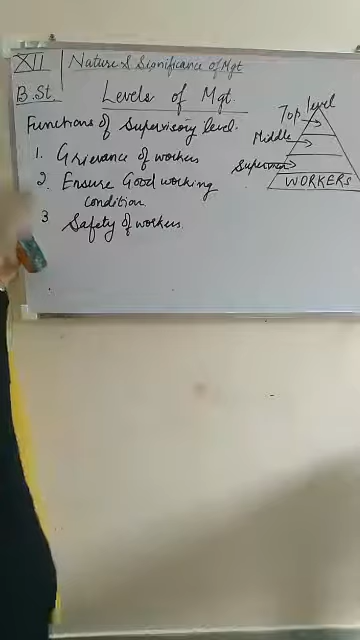 XII
Nature & Significance of Mgt
B.St.
Levels of Mgt.
Functions of Supervisory level.
1. Grievance of workers
2. Ensure Good working
condition.
3 Safety of workers.
Top level
Middle
WORKERS